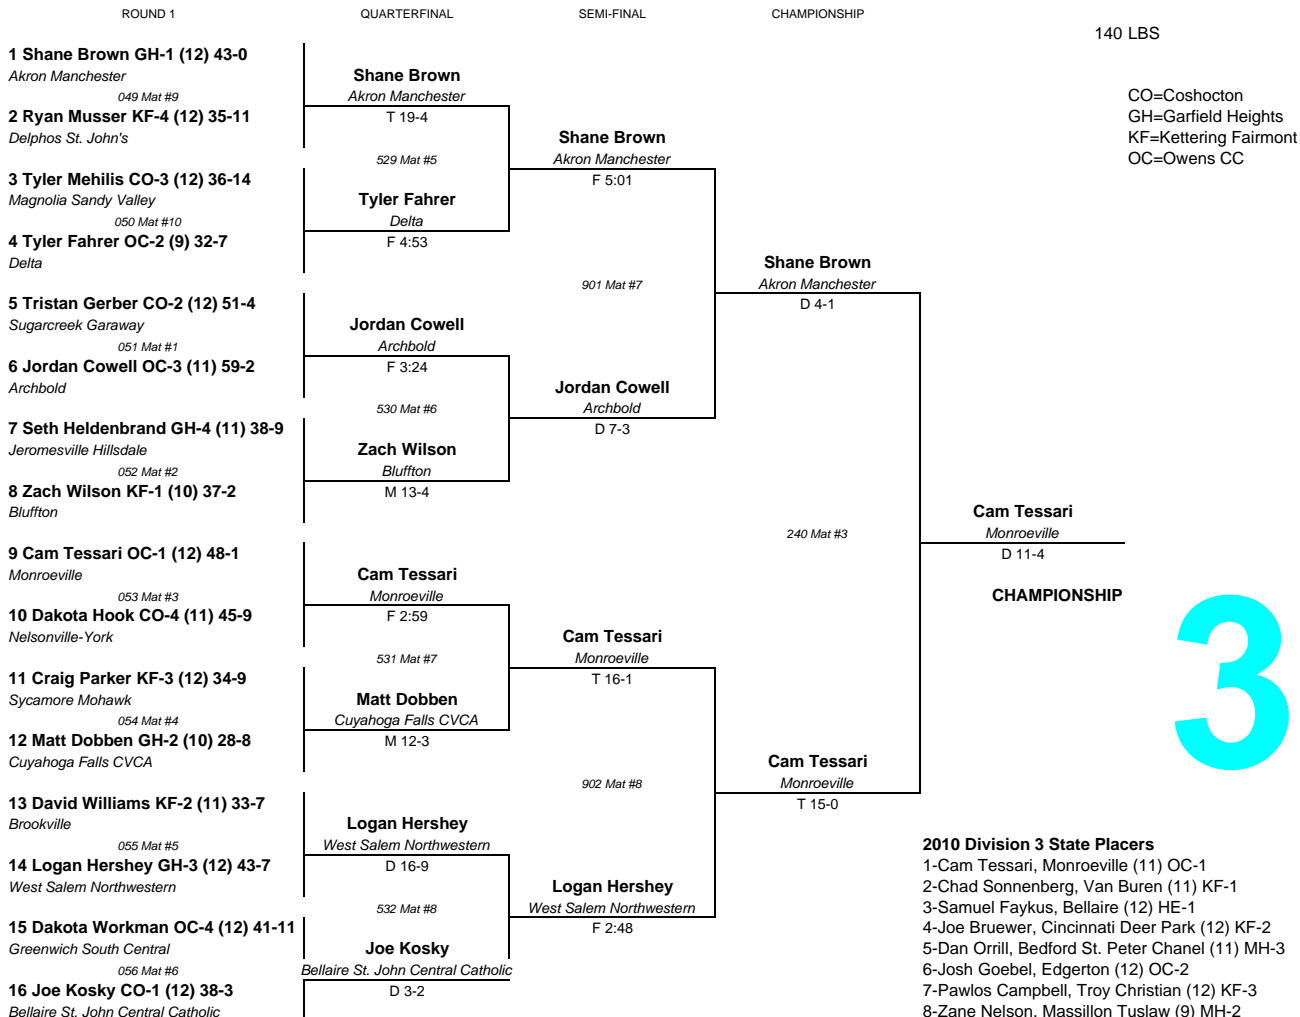 ROUND 1 QUARTERFINAL SEMI-FINAL CHAMPIONSHIP
140 LBS
CO=Coshocton
GH=Garfield Heights
KF=Kettering Fairmont
OC=Owens CC
1 Shane Brown GH-1 (12) 43-0
Akron Manchester
049 Mat #9
2 Ryan Musser KF-4 (12) 35-11
Delphos St. John's
3 Tyler Mehilis CO-3 (12) 36-14
Magnolia Sandy Valley
050 Mat #10
4 Tyler Fahrer OC-2 (9) 32-7
Delta
5 Tristan Gerber CO-2 (12) 51-4
Sugarcreek Garaway
051 Mat #1
6 Jordan Cowell OC-3 (11) 59-2
Archbold
7 Seth Heldenbrand GH-4 (11) 38-9
Jeromesville Hillsdale
052 Mat #2
8 Zach Wilson KF-1 (10) 37-2
Bluffton
9 Cam Tessari OC-1 (12) 48-1
Monroeville
053 Mat #3
10 Dakota Hook CO-4 (11) 45-9
Nelsonville-York
11 Craig Parker KF-3 (12) 34-9
Sycamore Mohawk
054 Mat #4
12 Matt Dobben GH-2 (10) 28-8
Cuyahoga Falls CVCA
13 David Williams KF-2 (11) 33-7
Brookville
055 Mat #5
14 Logan Hershey GH-3 (12) 43-7
West Salem Northwestern
15 Dakota Workman OC-4 (12) 41-11
Greenwich South Central
056 Mat #6
16 Joe Kosky CO-1 (12) 38-3
Bellaire St. John Central Catholic
Shane Brown
Akron Manchester
T 19-4
529 Mat #5
Tyler Fahrer
Delta
F 4:53
Jordan Cowell
Archbold
F 3:24
530 Mat #6
Zach Wilson
Bluffton
M 13-4
Cam Tessari
Monroeville
F 2:59
531 Mat #7
Matt Dobben
Cuyahoga Falls CVCA
M 12-3
Logan Hershey
West Salem Northwestern
D 16-9
532 Mat #8
Joe Kosky
Bellaire St. John Central Catholic
D 3-2
Shane Brown
Akron Manchester
F 5:01
901 Mat #7
Jordan Cowell
Archbold
D 7-3
Cam Tessari
Monroeville
T 16-1
902 Mat #8
Logan Hershey
West Salem Northwestern
F 2:48
Shane Brown
Akron Manchester
D 4-1
240 Mat #3
Cam Tessari
Monroeville
T 15-0
Cam Tessari
Monroeville
D 11-4
CHAMPIONSHIP
3
2010 Division 3 State Placers
1-Cam Tessari, Monroeville (11) OC-1
2-Chad Sonnenberg, Van Buren (11) KF-1
3-Samuel Faykus, Bellaire (12) HE-1
4-Joe Bruewer, Cincinnati Deer Park (12) KF-2
5-Dan Orrill, Bedford St. Peter Chanel (11) MH-3
6-Josh Goebel, Edgerton (12) OC-2
7-Pawlos Campbell, Troy Christian (12) KF-3
8-Zane Nelson, Massillon Tuslaw (9) MH-2